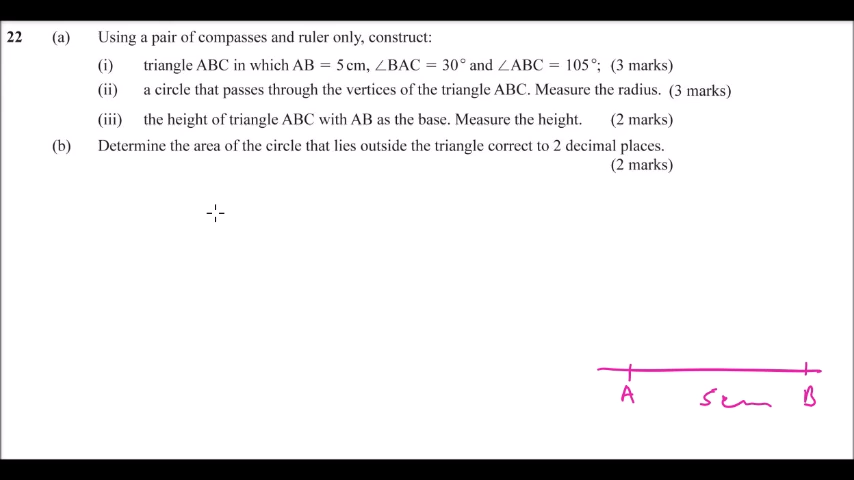 22 (a) Using a pair of compasses and ruler only, construct:
(i) triangle ABC in which AB = 5 cm, ∠BAC = 30° and ∠ABC = 105°; (3 marks)
(ii) a circle that passes through the vertices of the triangle ABC. Measure the radius. (3 marks)
(iii) the height of triangle ABC with AB as the base. Measure the height. (2 marks)
(b) Determine the area of the circle that lies outside the triangle correct to 2 decimal places.
(2 marks)
A 5cm B